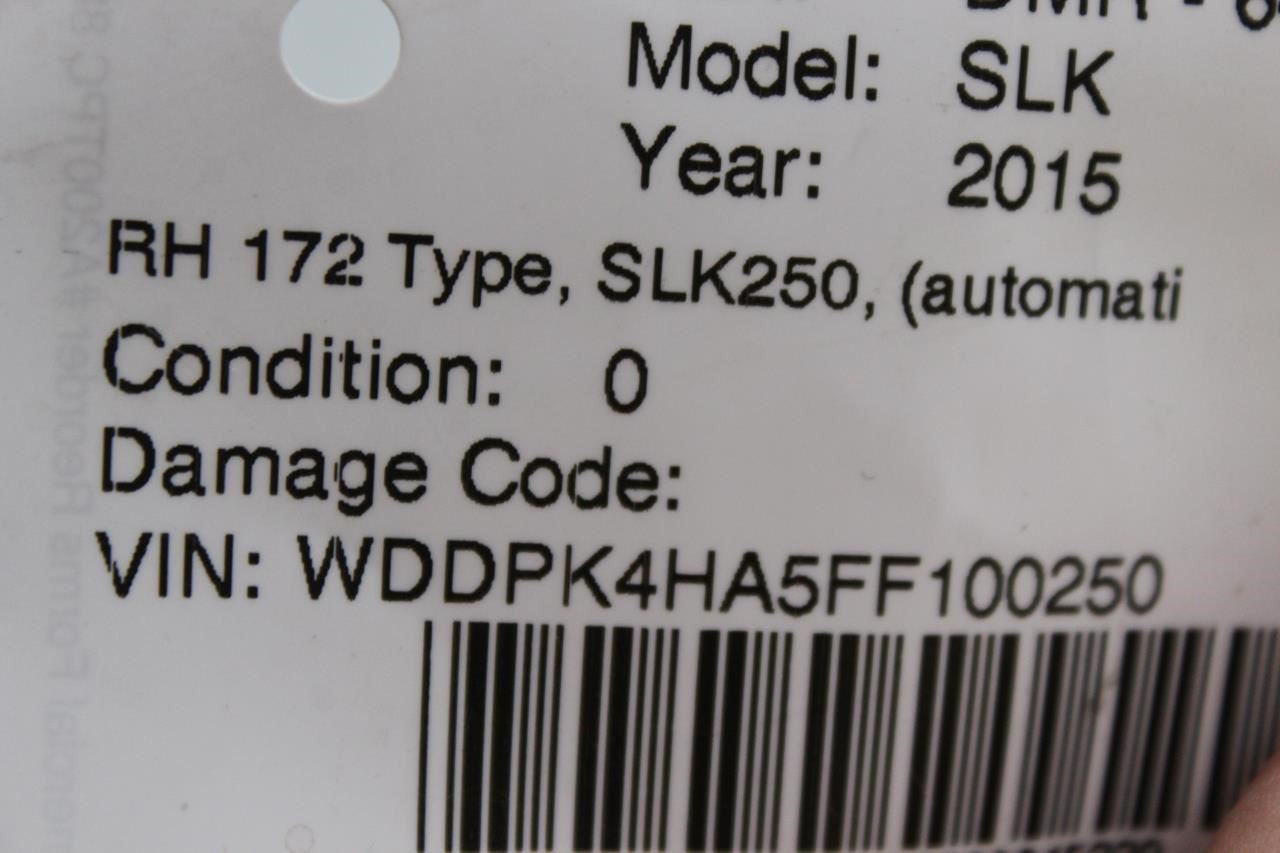 Model: SLK
Year: 2015
RH 172 Type, SLK250, (automati
Condition: 0
Damage Code:
VIN: WDDPK4HA5FF100250